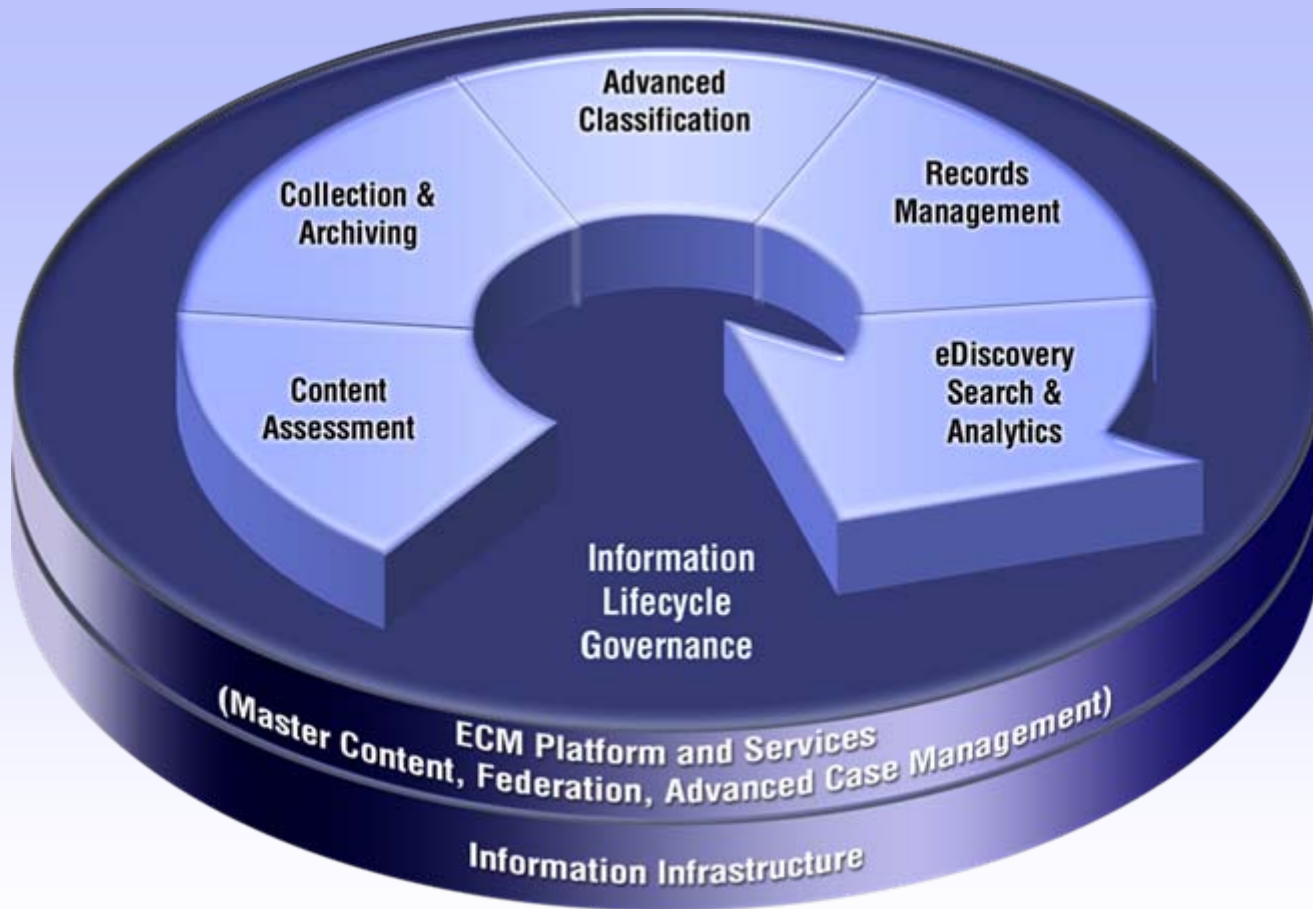 Advanced
Classification
Collection &
Archiving
Records
Management
Content
Assessment
eDiscovery
Search &
Analytics
Information
Lifecycle
Governance
ECM Platform and Services
(Master Content, Federation, Advanced Case Management)
Information Infrastructure